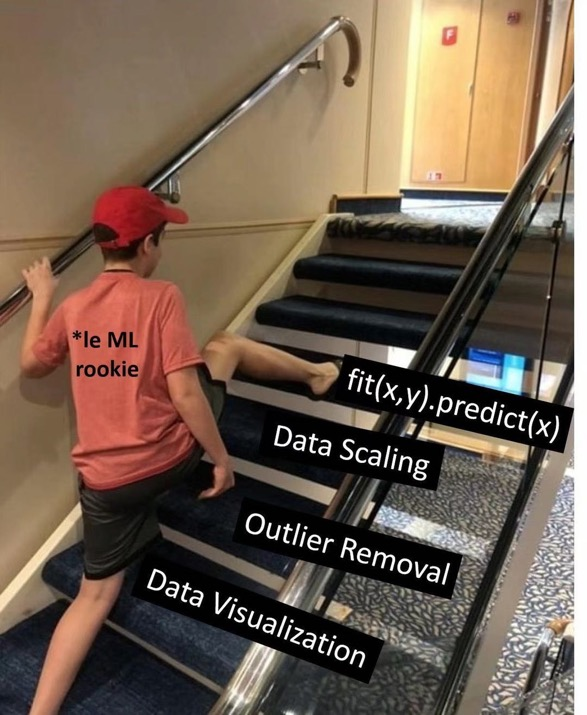 *le ML
rookie
fit(x,y).predict(x)
Data Scaling
Outlier Removal
Data Visualization